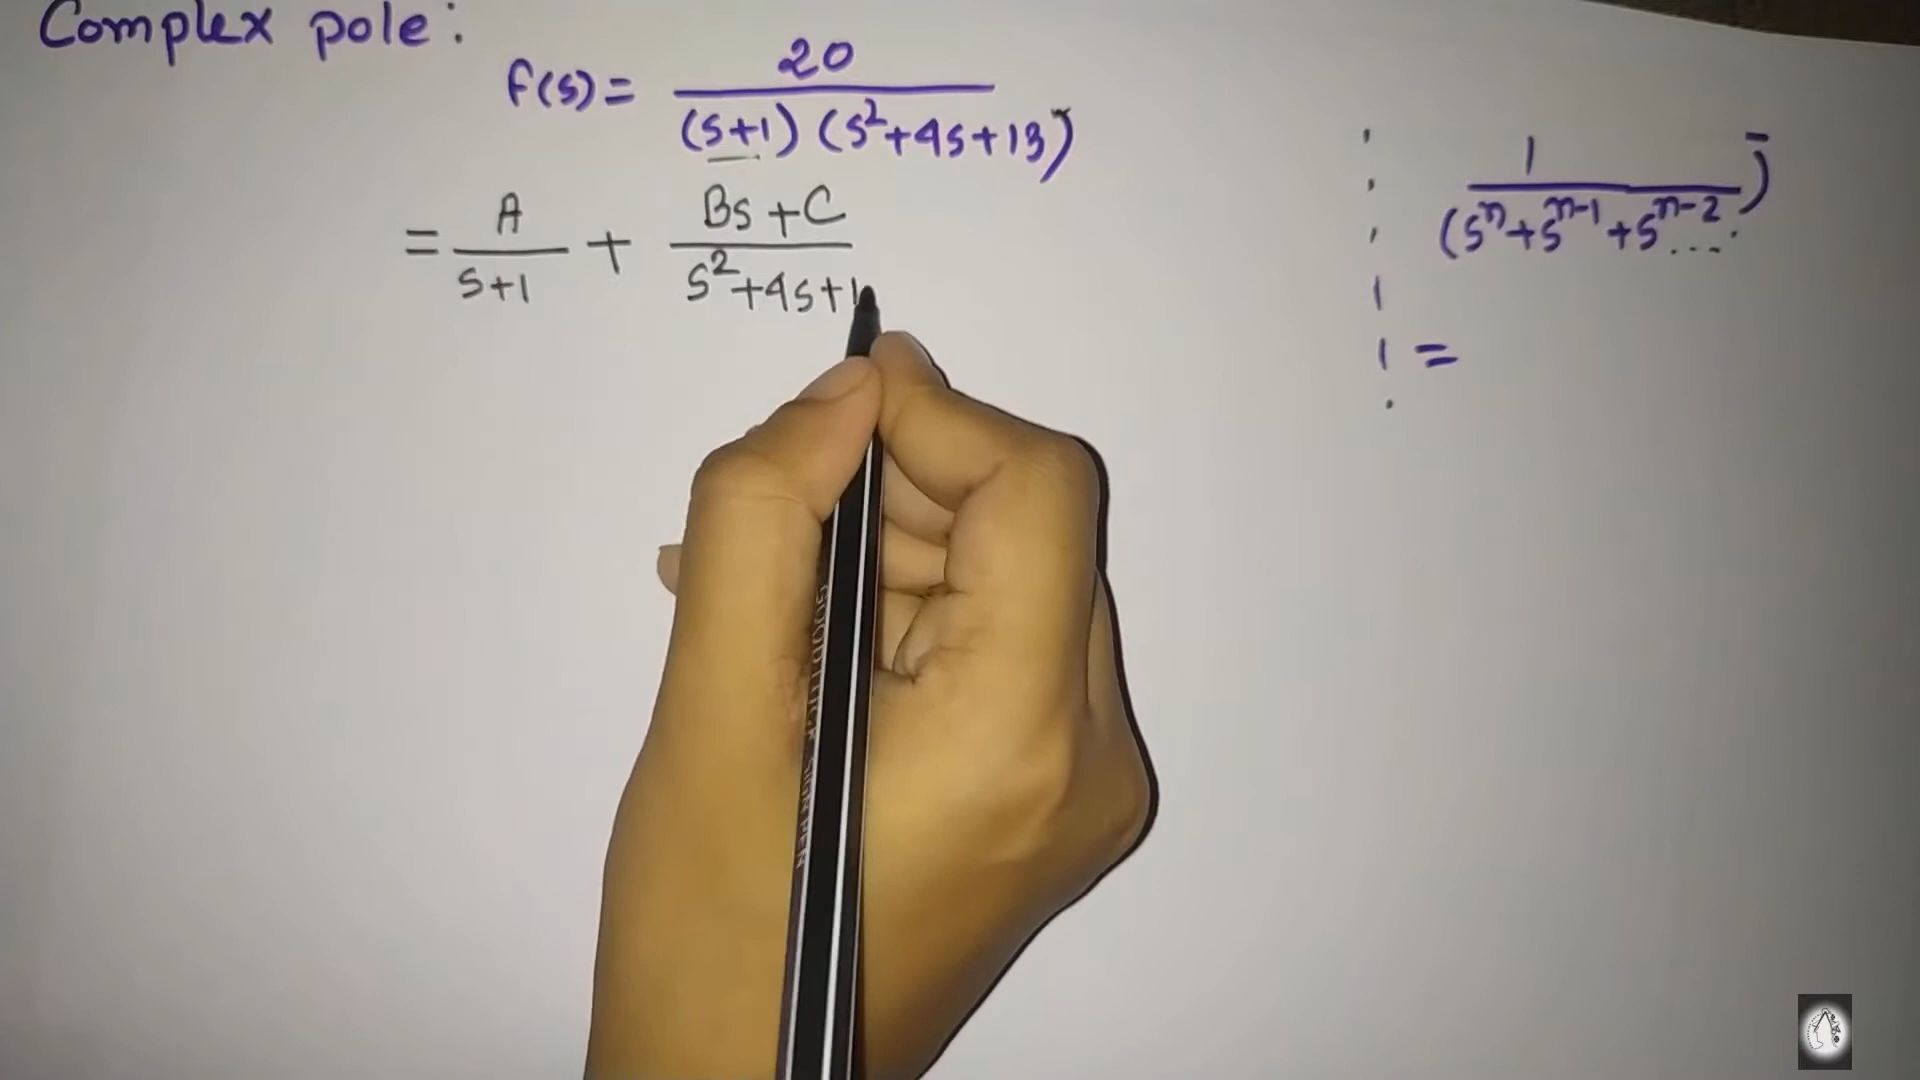 Complex pole:
F(s) = 20 / (s+1) (s²+4s+13)
= A / s+1 + Bs+C / s²+4s+1
1 / (sⁿ+sⁿ⁻¹+sⁿ⁻² ....)
=